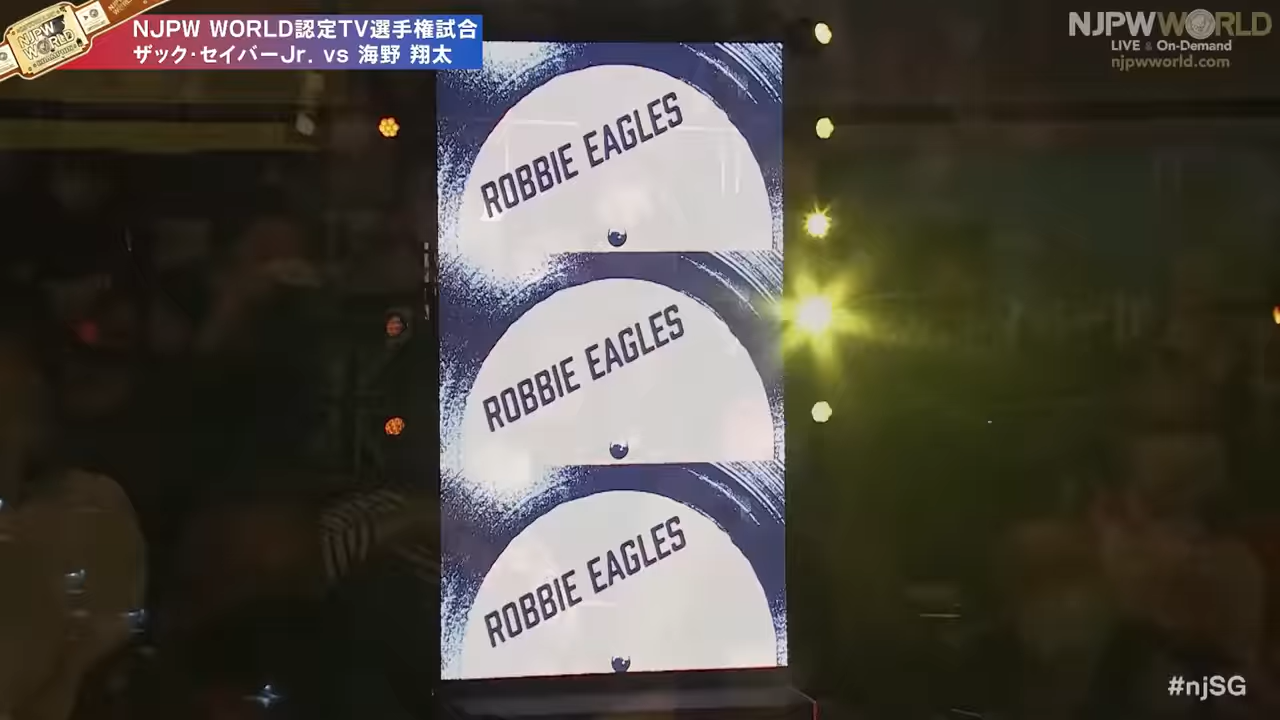 NJPW
WORLD
NJPW WORLD認定TV選手権試合
ザック・セイバーJr. vs 海野 翔太
NJPWWORLD
LIVE & On-Demand
njpwworld.com
ROBBIE EAGLES
ROBBIE EAGLES
ROBBIE EAGLES
#njSG